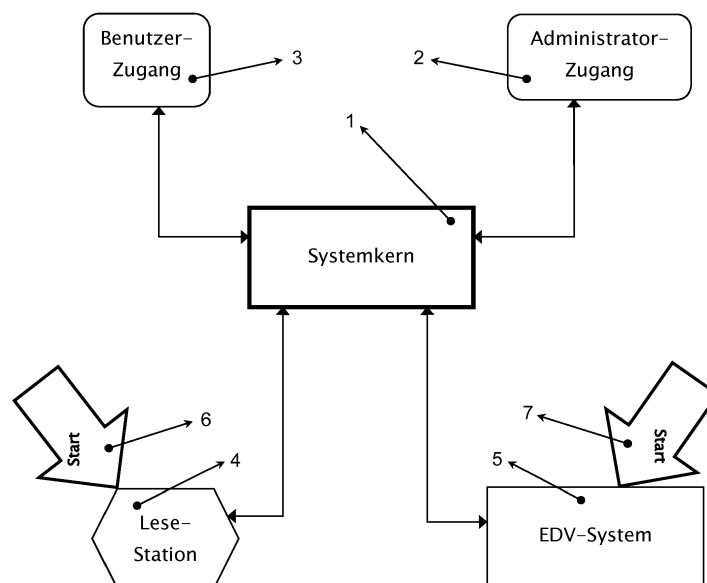 Benutzer-
Zugang
3
2
Administrator-
Zugang
1
Systemkern
Start
6
4
Lese-
Station
7
Start
5
EDV-System